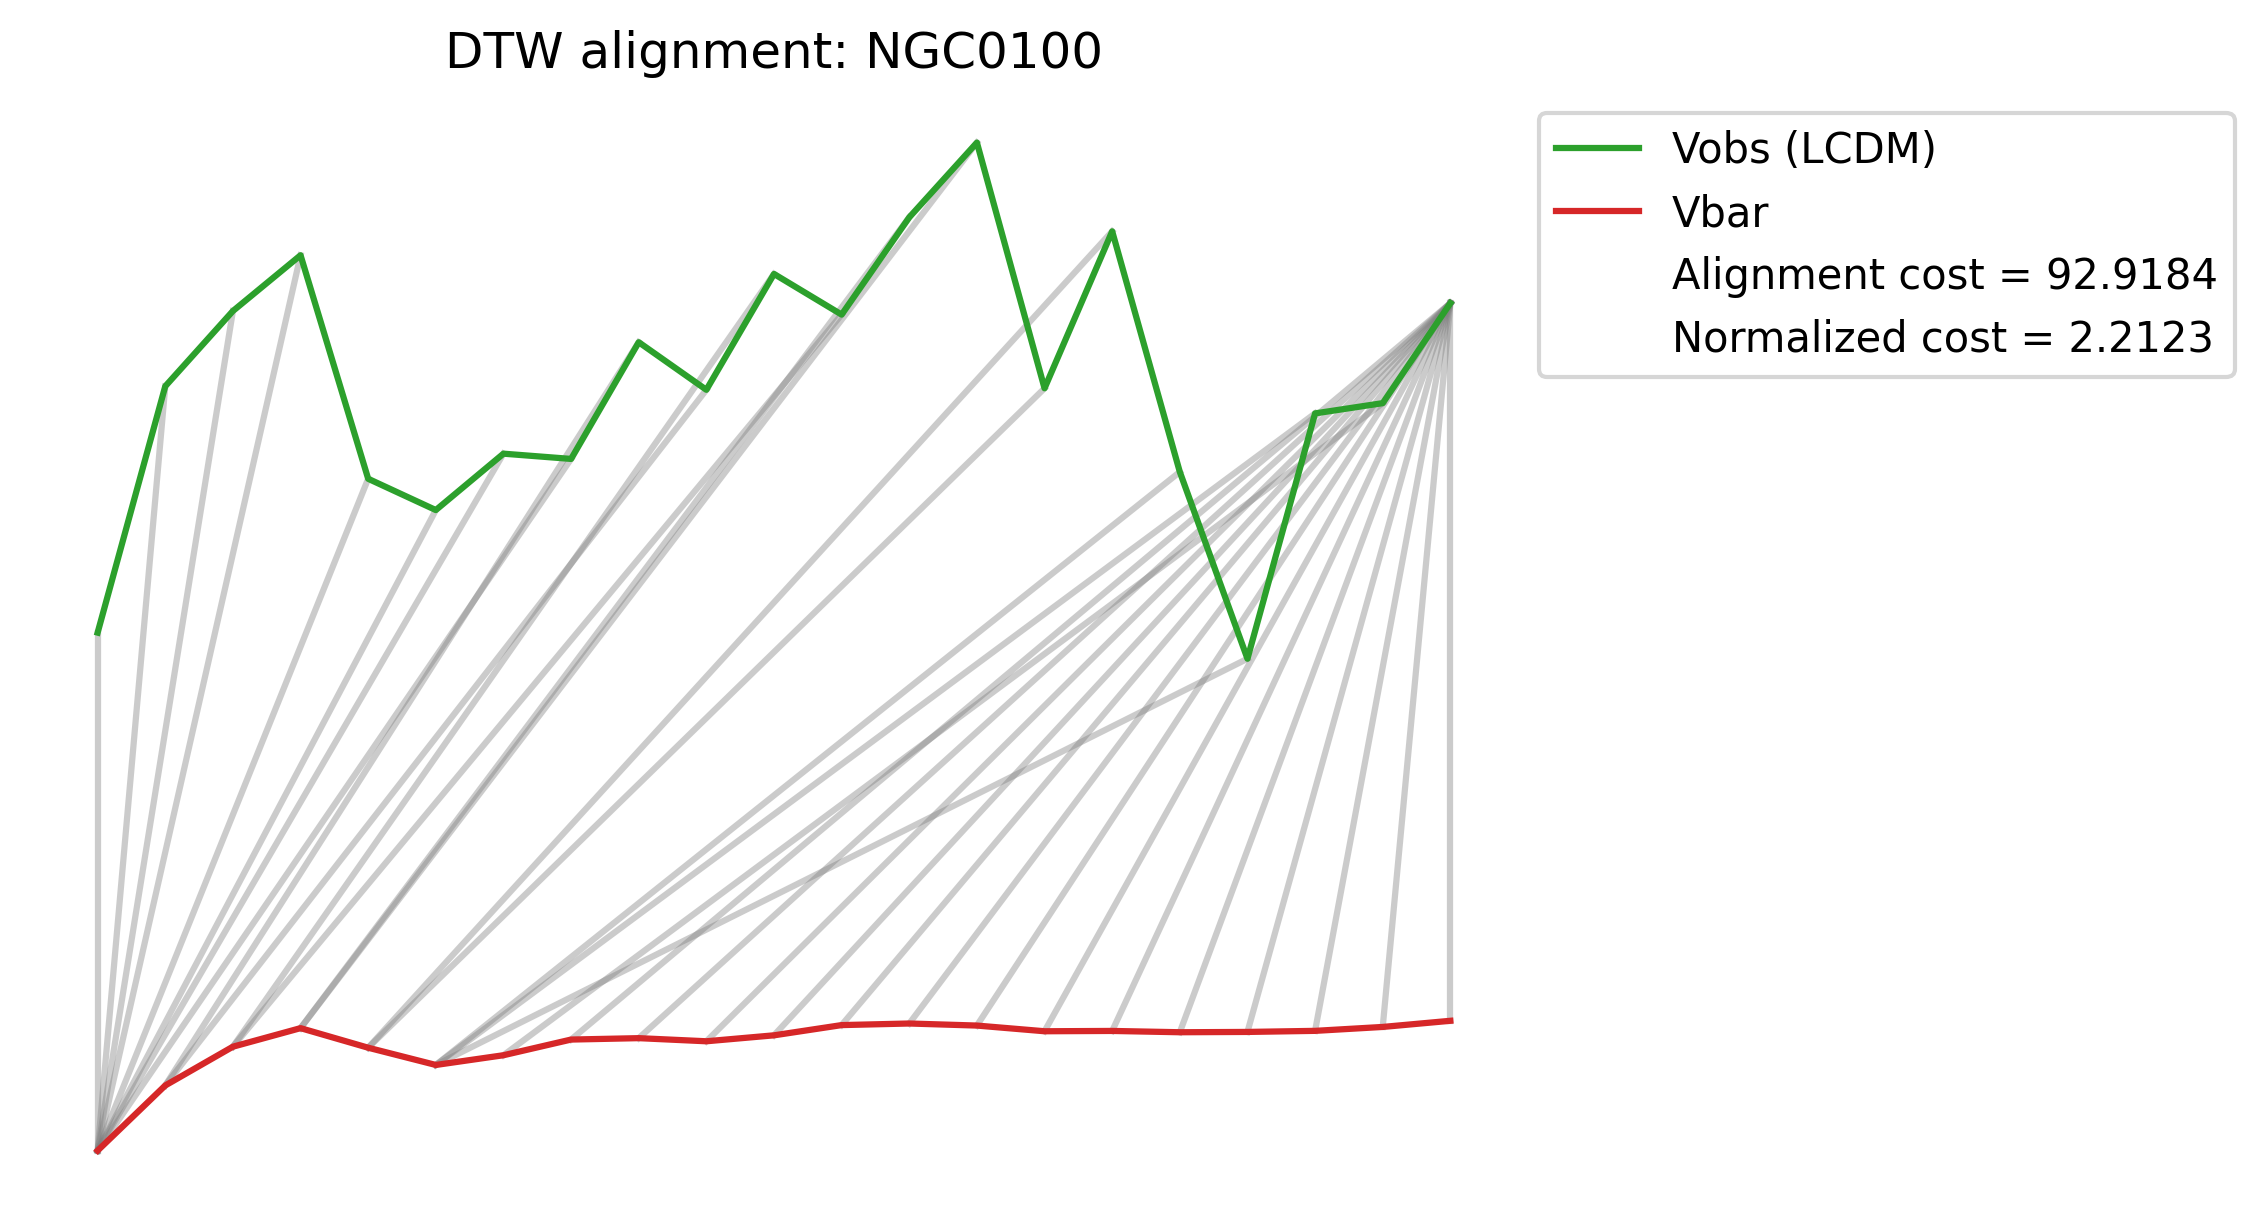 DTW alignment: NGC0100
Vobs (LCDM)
Vbar
Alignment cost = 92.9184
Normalized cost = 2.2123